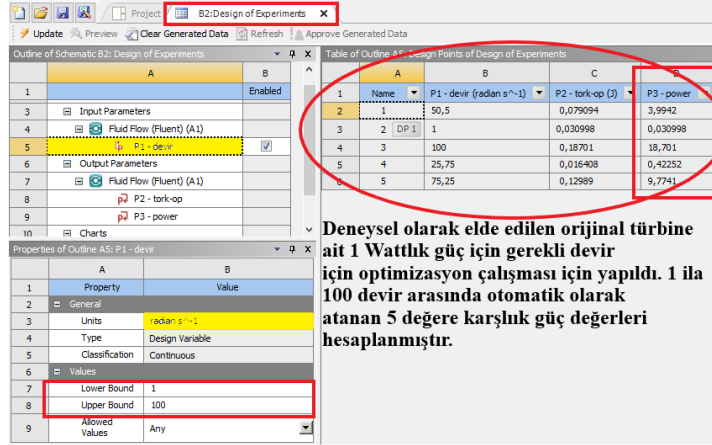 Project
B2:Design of Experiments
Update Preview Clear Generated Data Refresh Approve Generated Data
Outline of Schematic B2: Design of Experiments
A B
1 Enabled
3 Input Parameters
4 Fluid Flow (Fluent) (A1)
5 P1 - devir
6 Output Parameters
7 Fluid Flow (Fluent) (A1)
8 P2 - tork-op
9 P3 - power
10 Charts
Properties of Outline A5: P1 - devir
A B
1 Property Value
2 General
3 Units radian s^-1
4 Type Design Variable
5 Classification Continuous
6 Values
7 Lower Bound 1
8 Upper Bound 100
9 Allowed Values Any
Table of Outline A5: Design Points of Design of Experiments
A B C D
1 Name P1 - devir (radian s^-1) P2 - tork-op (J) P3 - power
2 1 50,5 0,079094 3,9942
3 2 DP 1 1 0,030998 0,030998
4 3 100 0,18701 18,701
5 4 25,75 0,016408 0,42252
6 5 75,25 0,12989 9,7741
Deneysel olarak elde edilen orijinal türbine
ait 1 Wattlık güç için gerekli devir
için optimizasyon çalışması için yapıldı. 1 ila
100 devir arasında otomatik olarak
atanan 5 değere karşlıık güç değerleri
hesaplanmıştır.